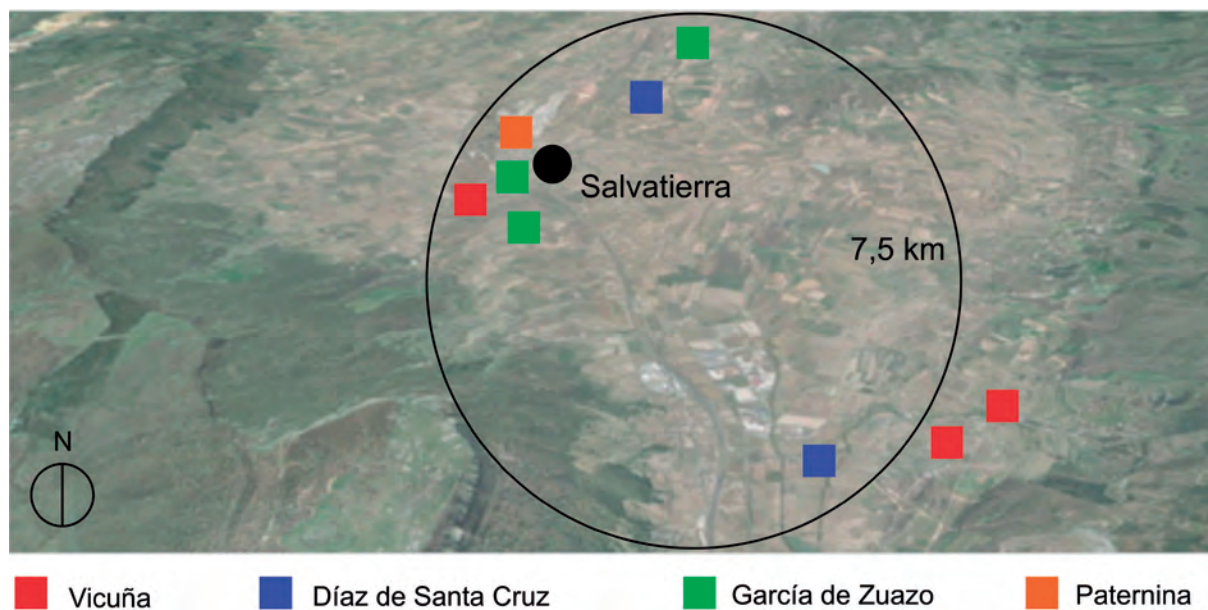 Salvatierra
7,5 km
N
Vicuña
Díaz de Santa Cruz
García de Zuazo
Paternina